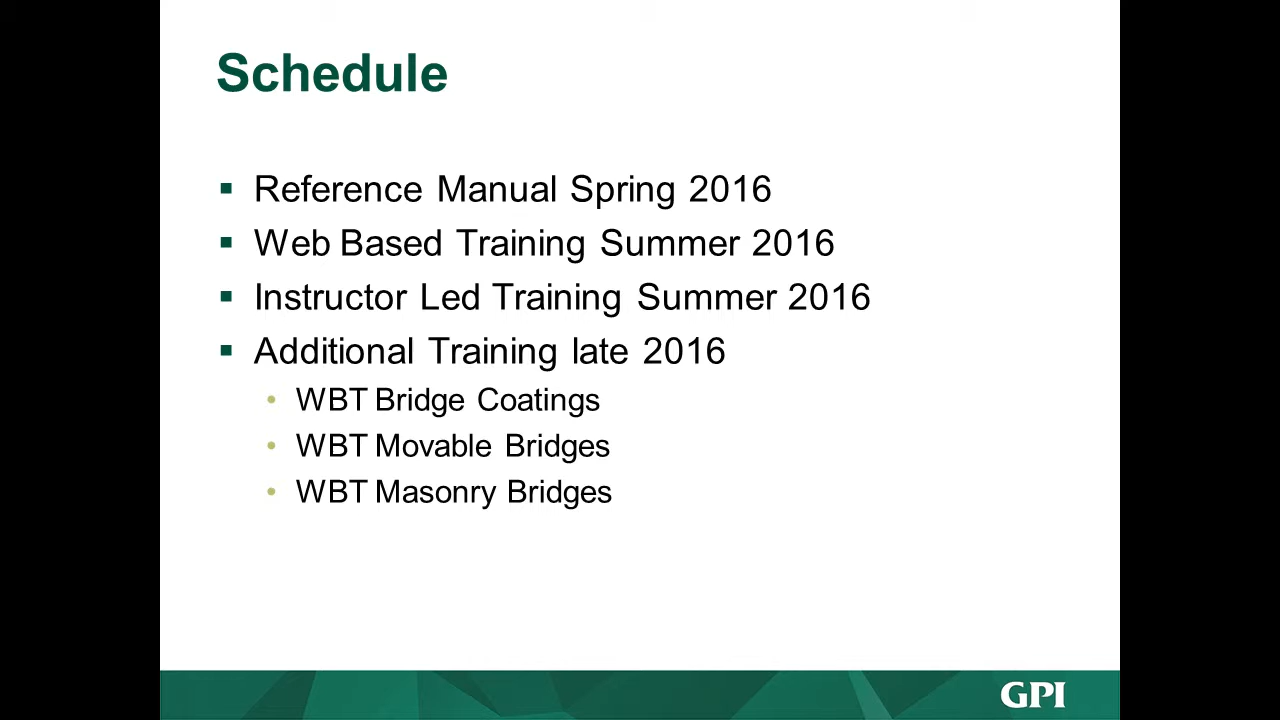 Schedule
Reference Manual Spring 2016
Web Based Training Summer 2016
Instructor Led Training Summer 2016
Additional Training late 2016
WBT Bridge Coatings
WBT Movable Bridges
WBT Masonry Bridges
GPI